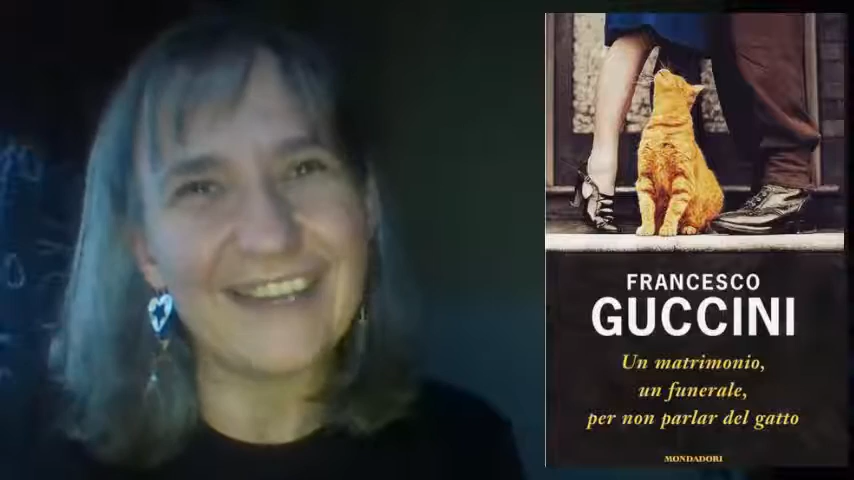 FRANCESCO
GUCCINI
Un matrimonio,
un funerale,
per non parlar del gatto
MONDADORI